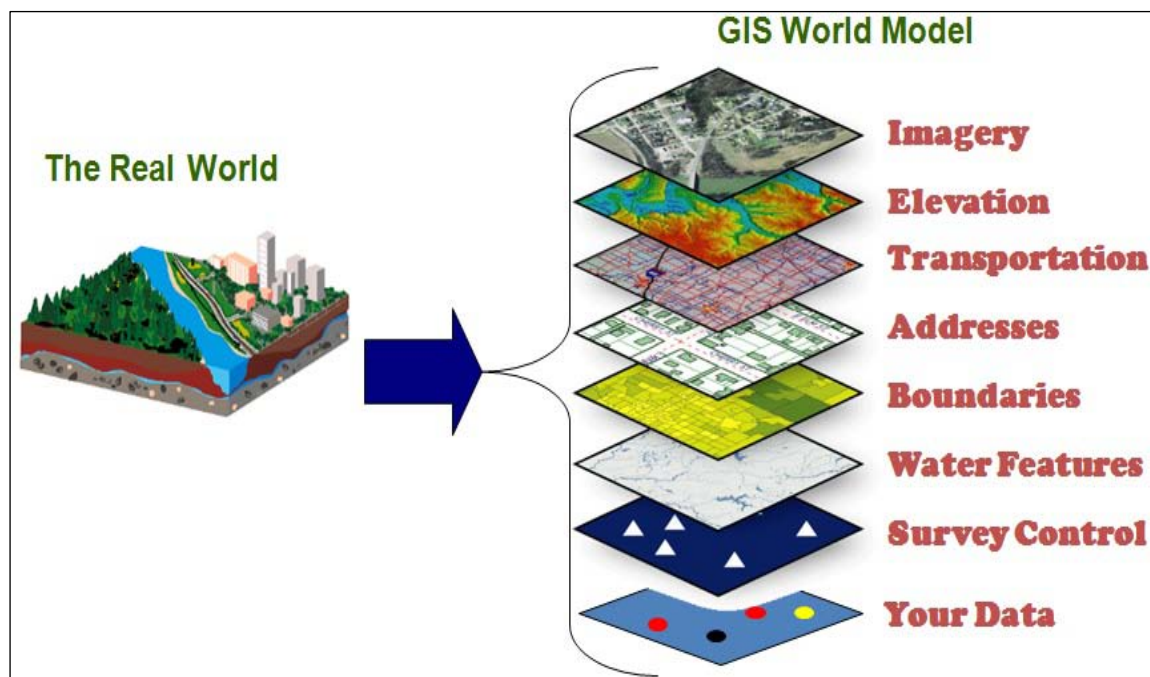 GIS World Model
The Real World
Imagery
Elevation
Transportation
Addresses
Boundaries
Water Features
Survey Control
Your Data